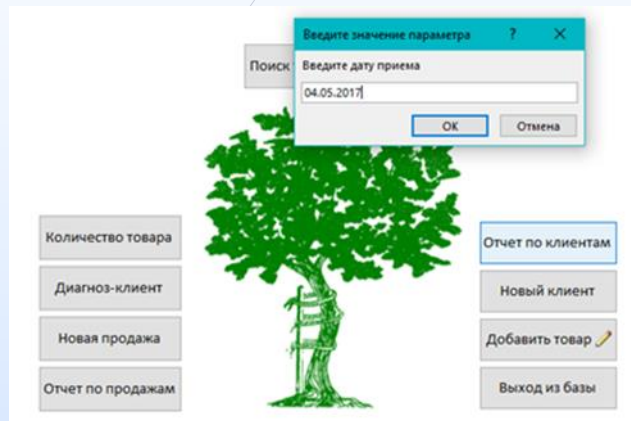 Введите значение параметра
Поиск
Введите дату приема
04.05.2017
ОК
Отмена
Количество товара
Отчет по клиентам
Диагноз-клиент
Новый клиент
Новая продажа
Добавить товар
Отчет по продажам
Выход из базы